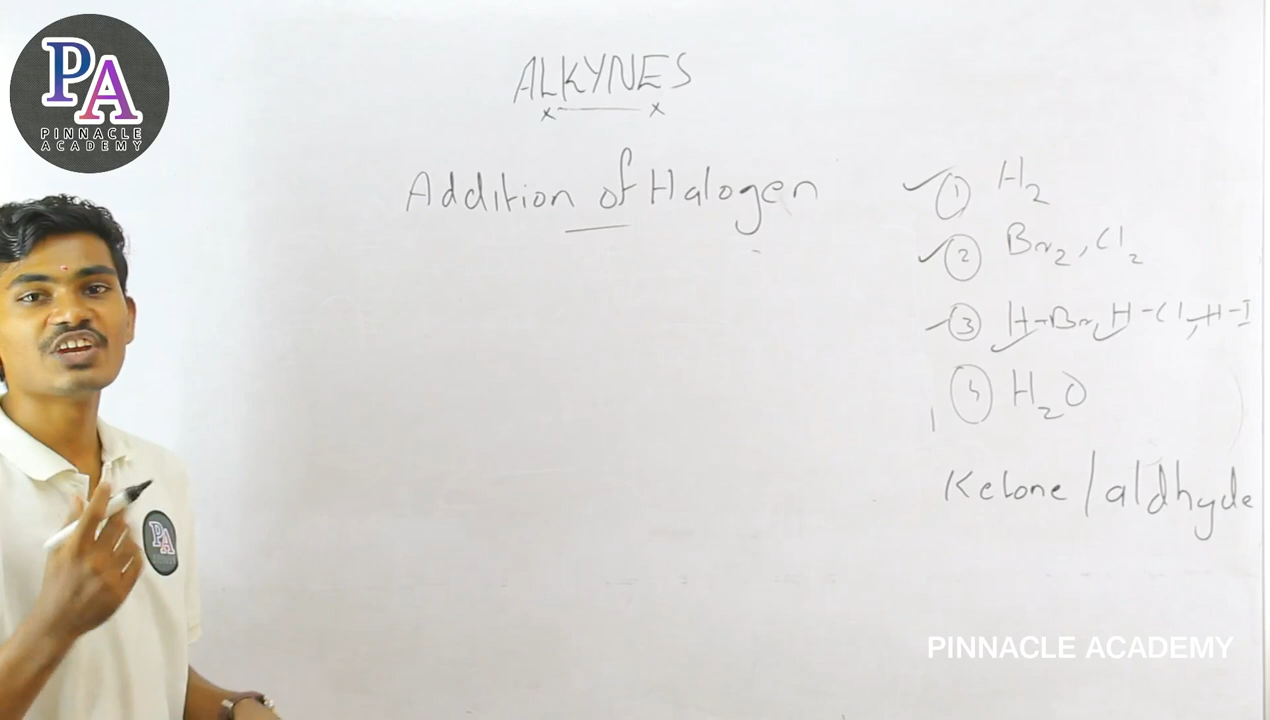 PA
PINNACLE
ACADEMY
ALKYNES
Addition of Halogen
① H₂
② Br₂, Cl₂
③ H-Br, H-Cl, H-I
④ H₂O
Ketone / aldhyde
PA
PINNACLE ACADEMY